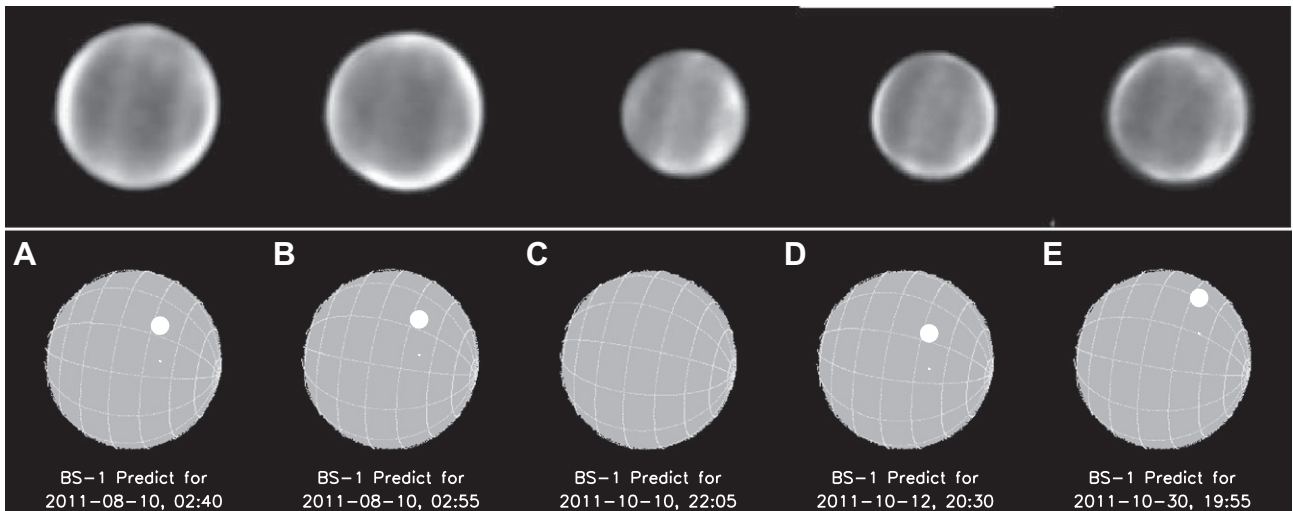 A
B
C
D
E
BS-1 Predict for
2011-08-10, 02:40
BS-1 Predict for
2011-08-10, 02:55
BS-1 Predict for
2011-10-10, 22:05
BS-1 Predict for
2011-10-12, 20:30
BS-1 Predict for
2011-10-30, 19:55